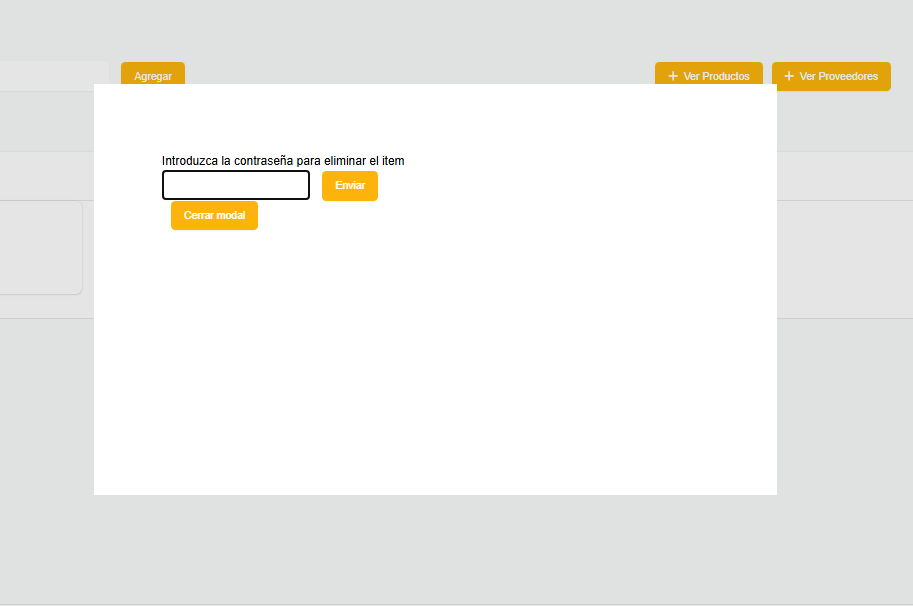 Agregar
+ Ver Productos
+ Ver Proveedores
Introduzca la contraseña para eliminar el item
Enviar
Cerrar modal